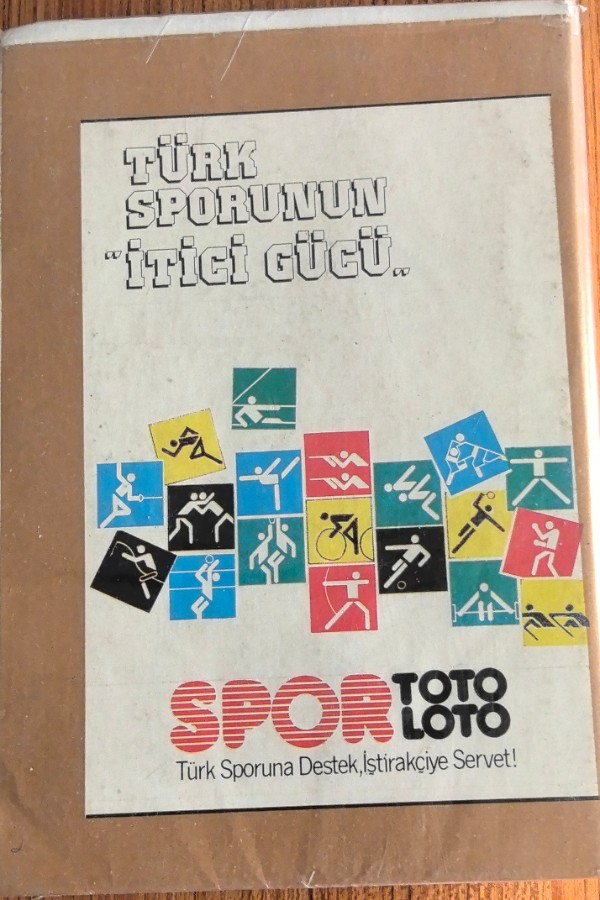 TÜRK
SPORUNUN
"İTİCİ GÜCÜ"
SPOR TOTO
LOTO
Türk Sporuna Destek,İştirakçiye Servet!